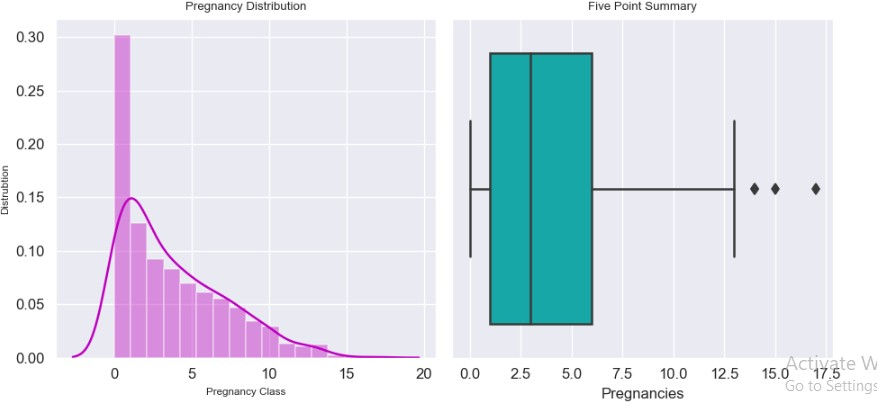 Pregnancy Distribution
0.30
0.25
0.20
0.15
0.10
0.05
0.00
Distrubtion
0 5 10 15 20
Pregnancy Class
Five Point Summary
0.0 2.5 5.0 7.5 10.0 12.5 15.0 17.5
Pregnancies
Activate W
Go to Settings